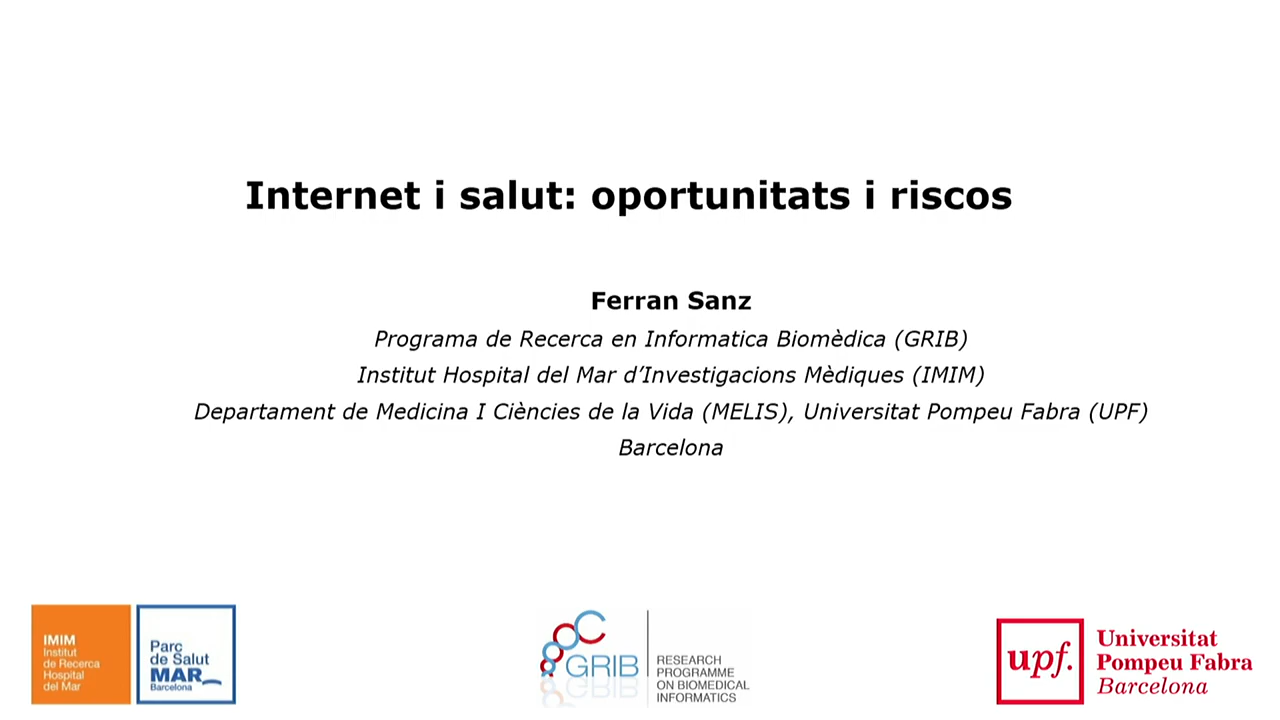 Internet i salut: oportunitats i riscos
Ferran Sanz
Programa de Recerca en Informatica Biomèdica (GRIB)
Institut Hospital del Mar d’Investigacions Mèdiques (IMIM)
Departament de Medicina I Ciències de la Vida (MELIS), Universitat Pompeu Fabra (UPF)
Barcelona
IMIM
Institut
de Recerca
Hospital
del Mar
Parc
de Salut
MAR
Barcelona
GRIB
RESEARCH
PROGRAMME
ON BIOMEDICAL
INFORMATICS
upf.
Universitat
Pompeu Fabra
Barcelona